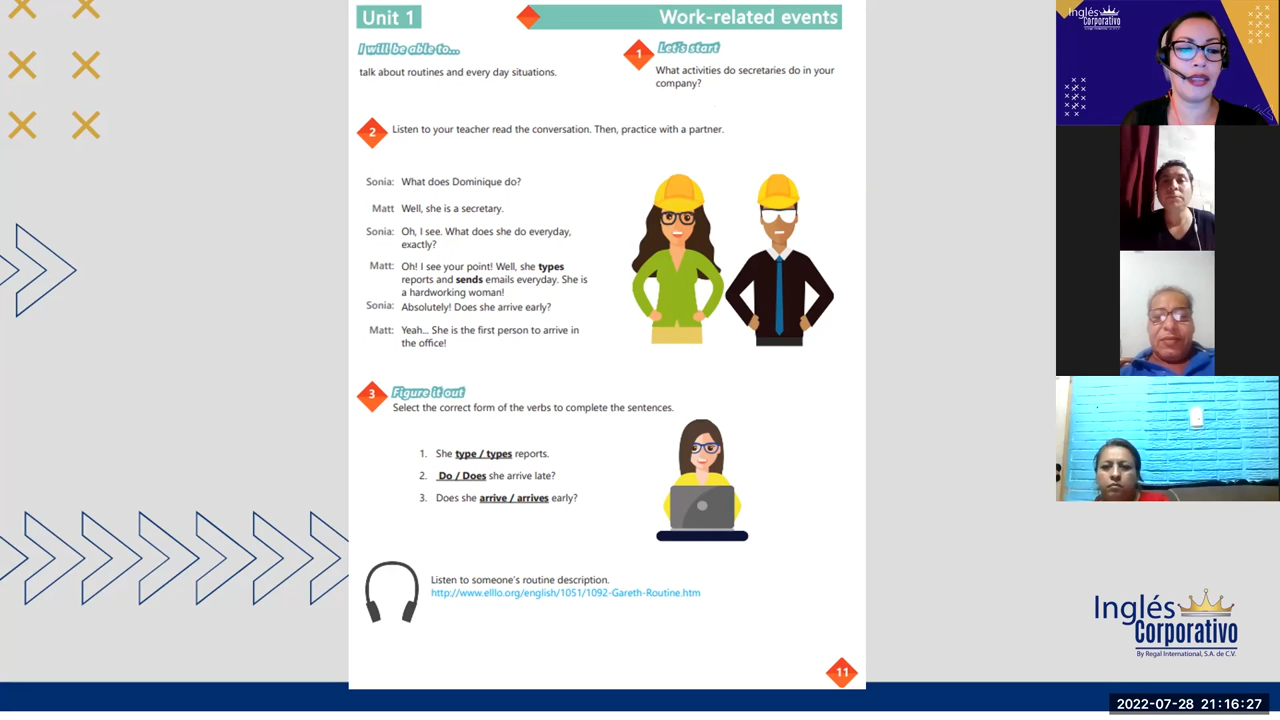 Unit 1
Work-related events
I will be able to...
talk about routines and every day situations.
1
Let's start
What activities do secretaries do in your
company?
2
Listen to your teacher read the conversation. Then, practice with a partner.
Sonia: What does Dominique do?
Matt Well, she is a secretary.
Sonia: Oh, I see. What does she do everyday,
exactly?
Matt: Oh! I see your point! Well, she types
reports and sends emails everyday. She is
a hardworking woman!
Sonia: Absolutely! Does she arrive early?
Matt: Yeah... She is the first person to arrive in
the office!
3
Figure it out
Select the correct form of the verbs to complete the sentences.
1. She type / types reports.
2. Do / Does she arrive late?
3. Does she arrive / arrives early?
Listen to someone's routine description.
http://www.elllo.org/english/1051/1092-Gareth-Routine.htm
11
Inglés
Corporativo
Inglés
Corporativo
By Regal International, S.A. de C.V.
2022-07-28 21:16:27